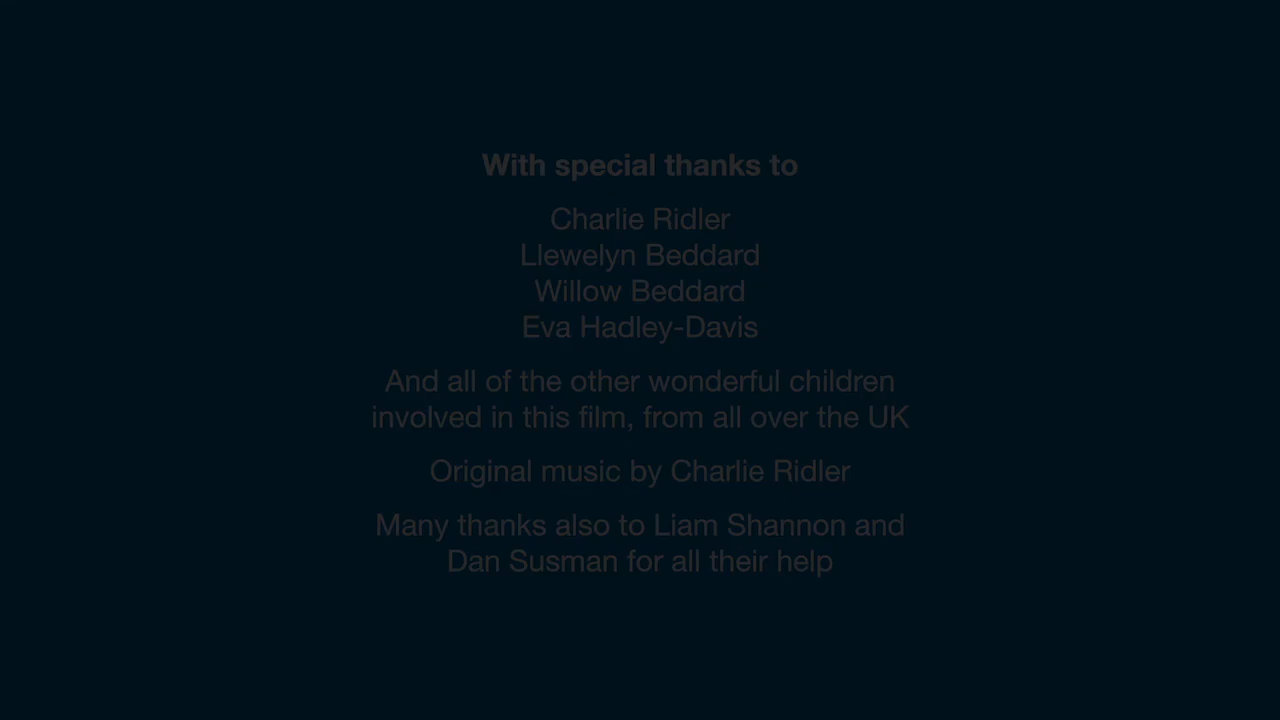 With special thanks to
Charlie Ridler
Llewelyn Beddard
Willow Beddard
Eva Hadley-Davis
And all of the other wonderful children
involved in this film, from all over the UK
Original music by Charlie Ridler
Many thanks also to Liam Shannon and
Dan Susman for all their help